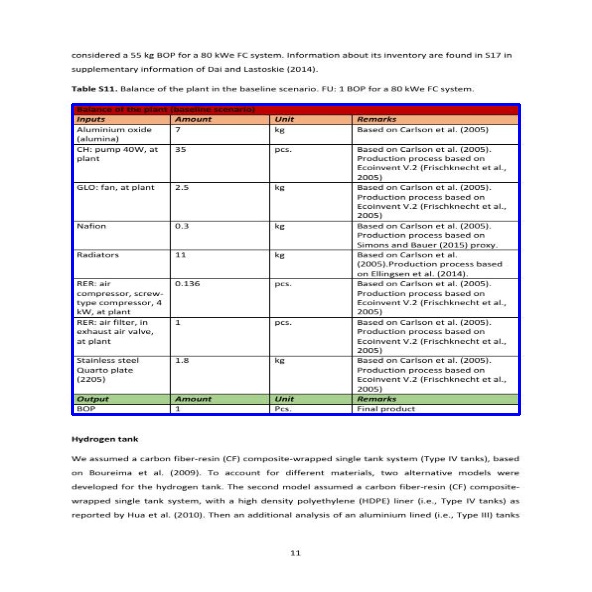 considered a 55 kg BOP for a 80 kWe FC system. Information about its inventory are found in S17 in
supplementary information of Dai and Lastoskie (2014).
Table S11. Balance of the plant in the baseline scenario. FU: 1 BOP for a 80 kWe FC system.
Balance of the plant (baseline scenario)
Inputs Amount Unit Remarks
Aluminium oxide 7 kg Based on Carlson et al. (2005)
(alumina)
CH: pump 40W, at 35 pcs. Based on Carlson et al. (2005).
plant Production process based on
Ecoinvent V.2 (Frischknecht et al.,
2005)
GLO: fan, at plant 2.5 kg Based on Carlson et al. (2005).
Production process based on
Ecoinvent V.2 (Frischknecht et al.,
2005)
Nafion 0.3 kg Based on Carlson et al. (2005).
Production process based on
Simons and Bauer (2015) proxy.
Radiators 11 kg Based on Carlson et al.
(2005).Production process based
on Ellingsen et al. (2014).
RER: air 0.136 pcs. Based on Carlson et al. (2005).
compressor, screw- Production process based on
type compressor, 4 Ecoinvent V.2 (Frischknecht et al.,
kW, at plant 2005)
RER: air filter, in 1 pcs. Based on Carlson et al. (2005).
exhaust air valve, Production process based on
at plant Ecoinvent V.2 (Frischknecht et al.,
2005)
Stainless steel 1.8 kg Based on Carlson et al. (2005).
Quarto plate Production process based on
(2205) Ecoinvent V.2 (Frischknecht et al.,
2005)
Output Amount Unit Remarks
BOP 1 Pcs. Final product
Hydrogen tank
We assumed a carbon fiber-resin (CF) composite-wrapped single tank system (Type IV tanks), based
on Boureima et al. (2009). To account for different materials, two alternative models were
developed for the hydrogen tank. The second model assumed a carbon fiber-resin (CF) composite-
wrapped single tank system, with a high density polyethylene (HDPE) liner (i.e., Type IV tanks) as
reported by Hua et al. (2010). Then an additional analysis of an aluminium lined (i.e., Type III) tanks
11